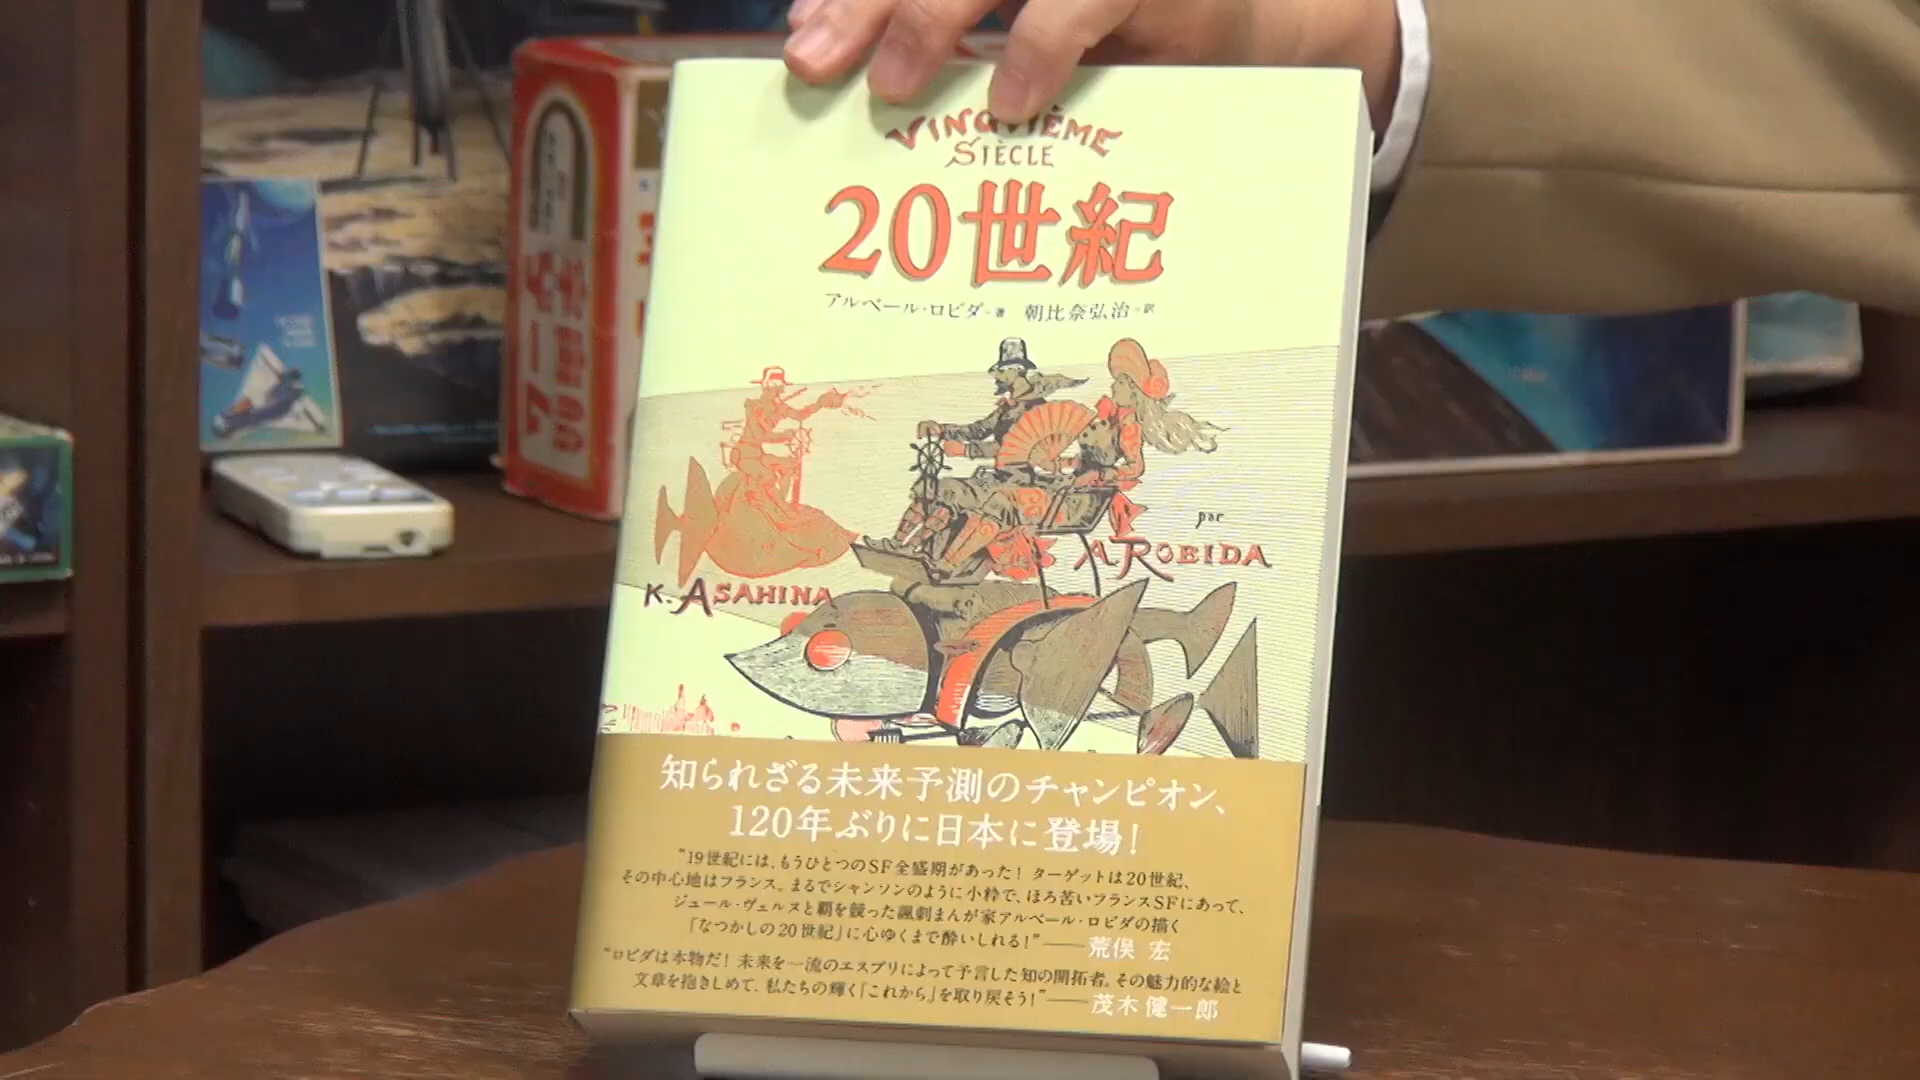 VINGTIÈME
SIÈCLE
20世紀
アルベール・ロビダ-著 朝比奈弘治-訳
par
A. ROBIDA
K. ASAHINA
知られざる未来予測のチャンピオン、
120年ぶりに日本に登場!
“19世紀には、もうひとつのSF全盛期があった! ターゲットは20世紀、
その中心地はフランス。まるでシャンソンのように小粋で、ほろ苦いフランスSFにあって、
ジュール・ヴェルヌと覇を競った諷刺まんが家アルベール・ロビダの描く
「なつかしの20世紀」に心ゆくまで酔いしれる!”――荒俣 宏
“ロビダは本物だ! 未来を一流のエスプリによって予言した知の開拓者。その魅力的な絵と
文章を抱きしめて、私たちの輝く「これから」を取り戻そう!”――茂木健一郎
宇宙船
ゲーム